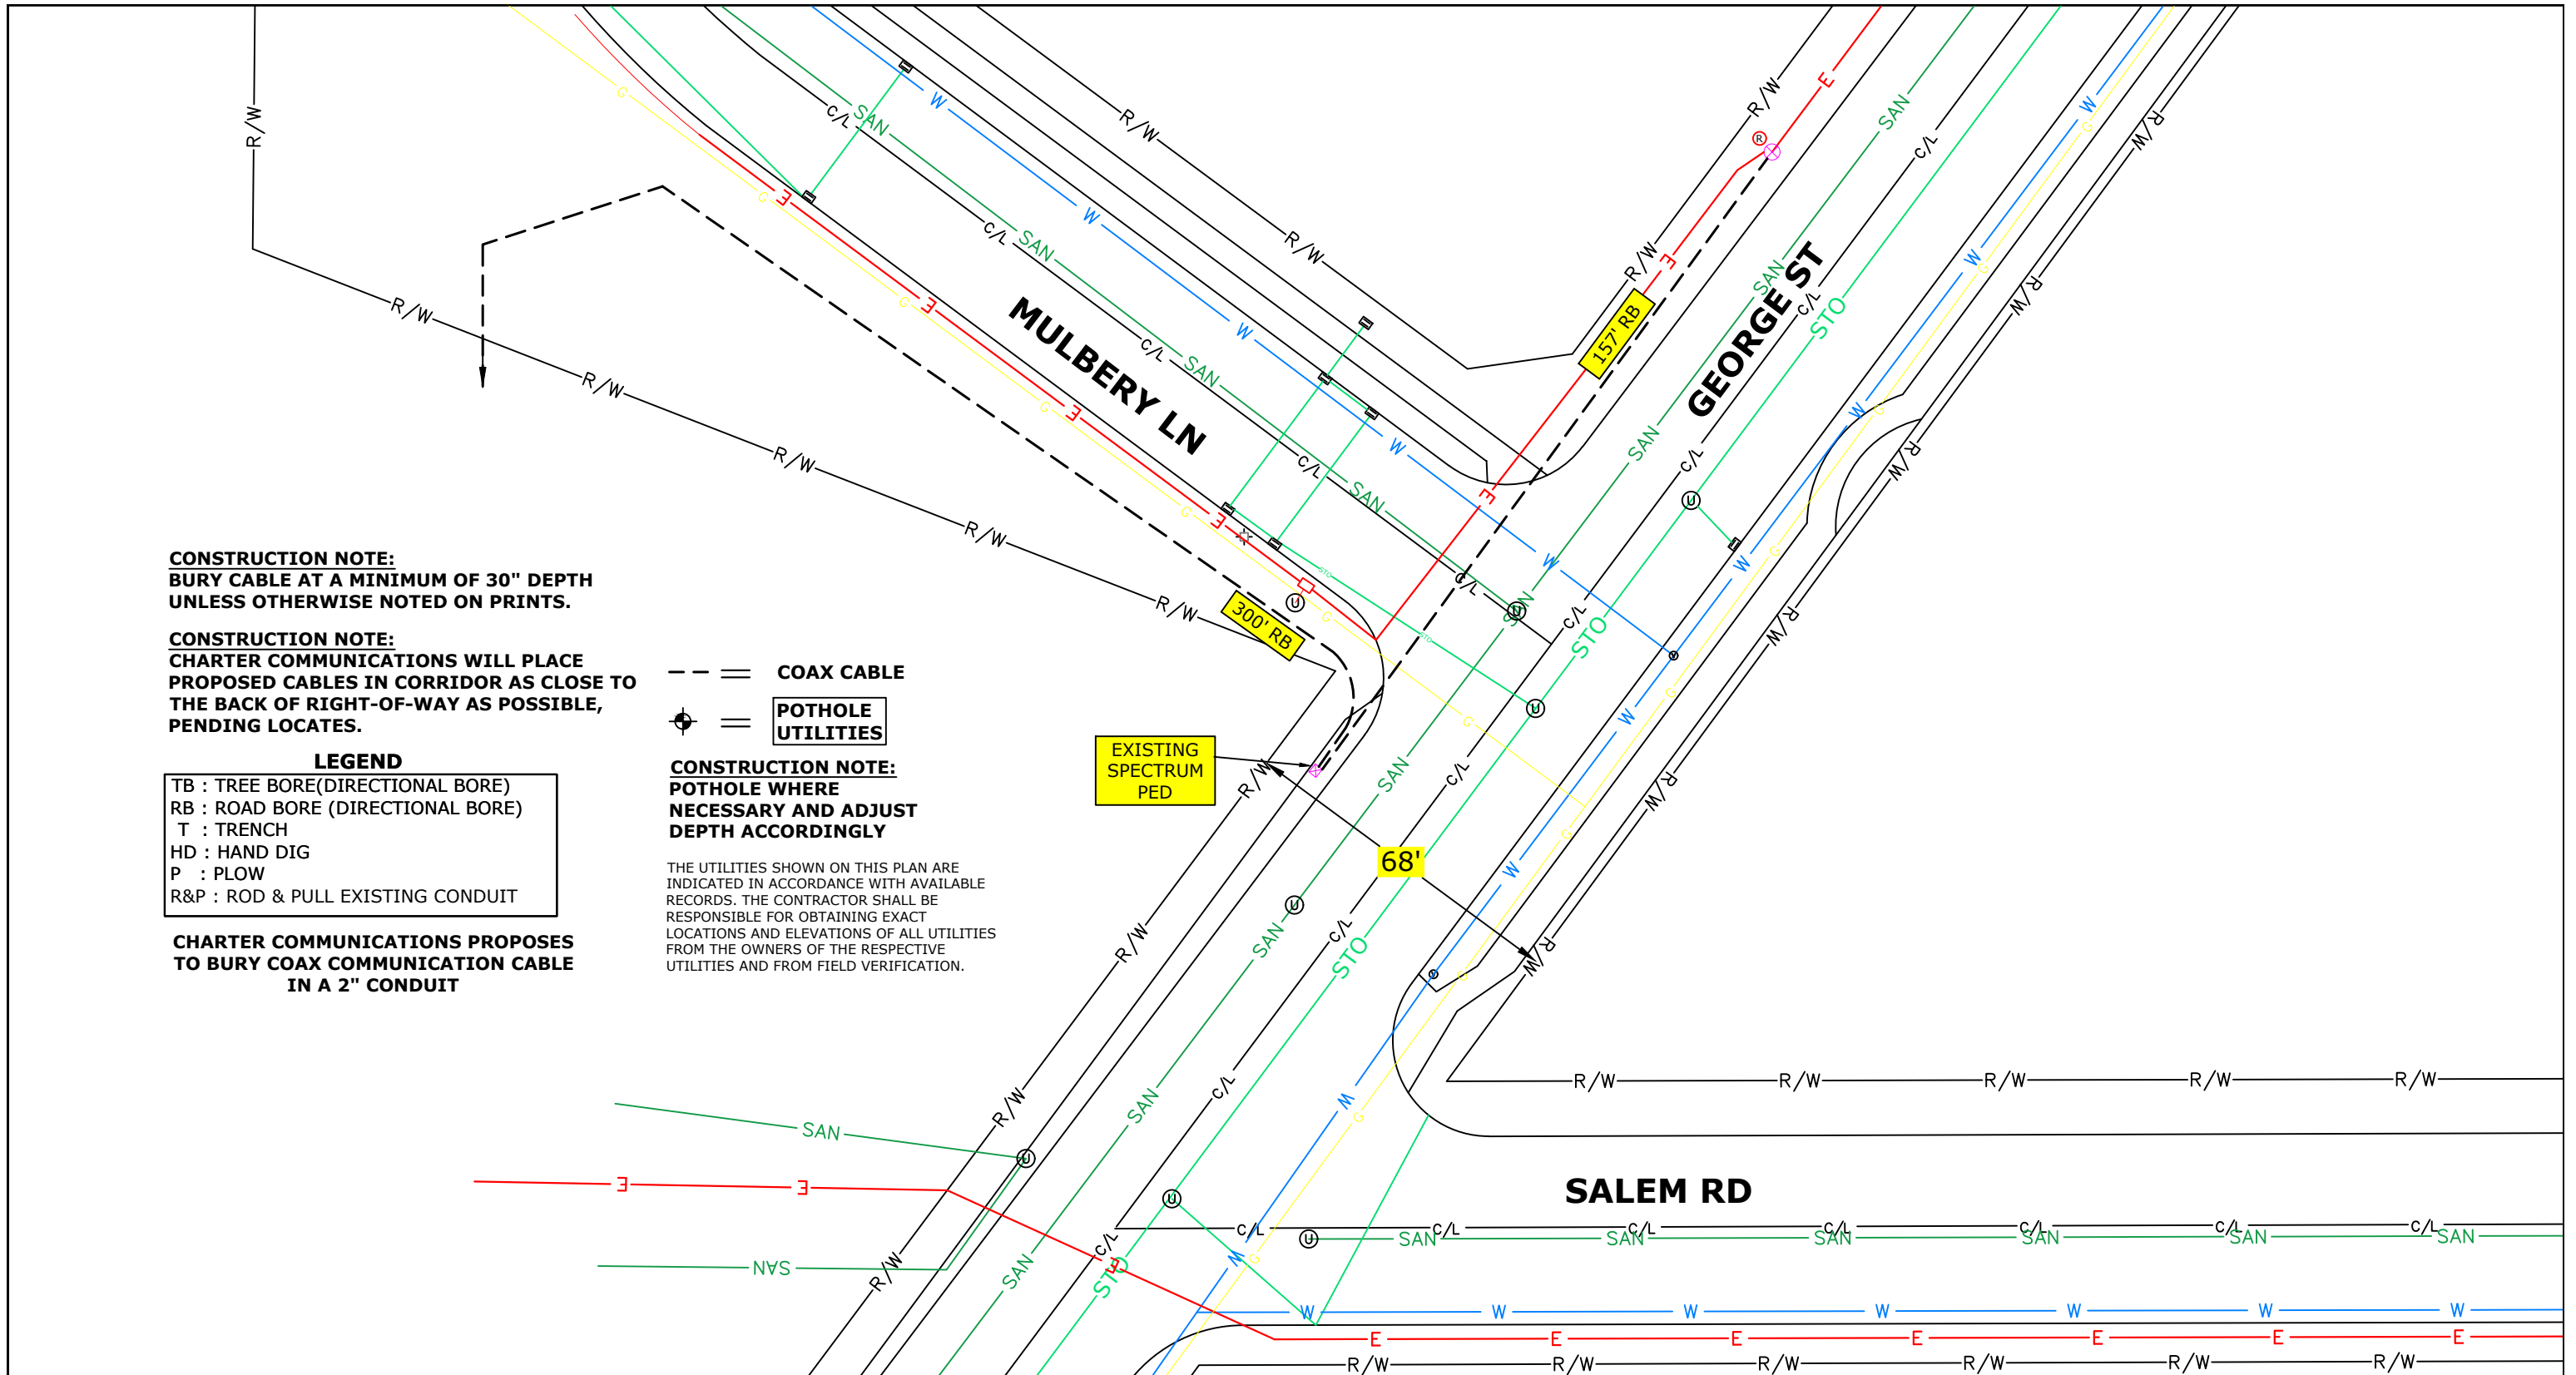 MULBERY LN
GEORGE ST
SALEM RD
157' RB
300' RB
68'
EXISTING
SPECTRUM
PED
CONSTRUCTION NOTE:
BURY CABLE AT A MINIMUM OF 30" DEPTH
UNLESS OTHERWISE NOTED ON PRINTS.
CONSTRUCTION NOTE:
CHARTER COMMUNICATIONS WILL PLACE
PROPOSED CABLES IN CORRIDOR AS CLOSE TO
THE BACK OF RIGHT-OF-WAY AS POSSIBLE,
PENDING LOCATES.
LEGEND
TB : TREE BORE(DIRECTIONAL BORE)
RB : ROAD BORE (DIRECTIONAL BORE)
T : TRENCH
HD : HAND DIG
P : PLOW
R&P : ROD & PULL EXISTING CONDUIT
CHARTER COMMUNICATIONS PROPOSES
TO BURY COAX COMMUNICATION CABLE
IN A 2" CONDUIT
COAX CABLE
POTHOLE
UTILITIES
CONSTRUCTION NOTE:
POTHOLE WHERE
NECESSARY AND ADJUST
DEPTH ACCORDINGLY
THE UTILITIES SHOWN ON THIS PLAN ARE
INDICATED IN ACCORDANCE WITH AVAILABLE
RECORDS. THE CONTRACTOR SHALL BE
RESPONSIBLE FOR OBTAINING EXACT
LOCATIONS AND ELEVATIONS OF ALL UTILITIES
FROM THE OWNERS OF THE RESPECTIVE
UTILITIES AND FROM FIELD VERIFICATION.
R/W
C/L
SAN
STO
W
E
G
U
R